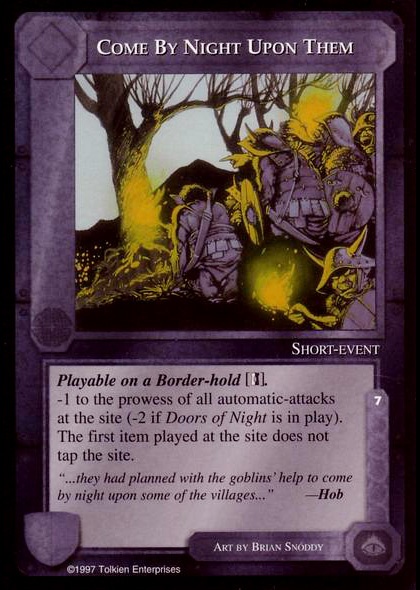 COME BY NIGHT UPON THEM
SHORT-EVENT
Playable on a Border-hold [ ].
-1 to the prowess of all automatic-attacks
at the site (-2 if Doors of Night is in play).
The first item played at the site does not
tap the site.
7
“...they had planned with the goblins’ help to come
by night upon some of the villages...” —Hob
ART BY BRIAN SNÓDDY
©1997 Tolkien Enterprises